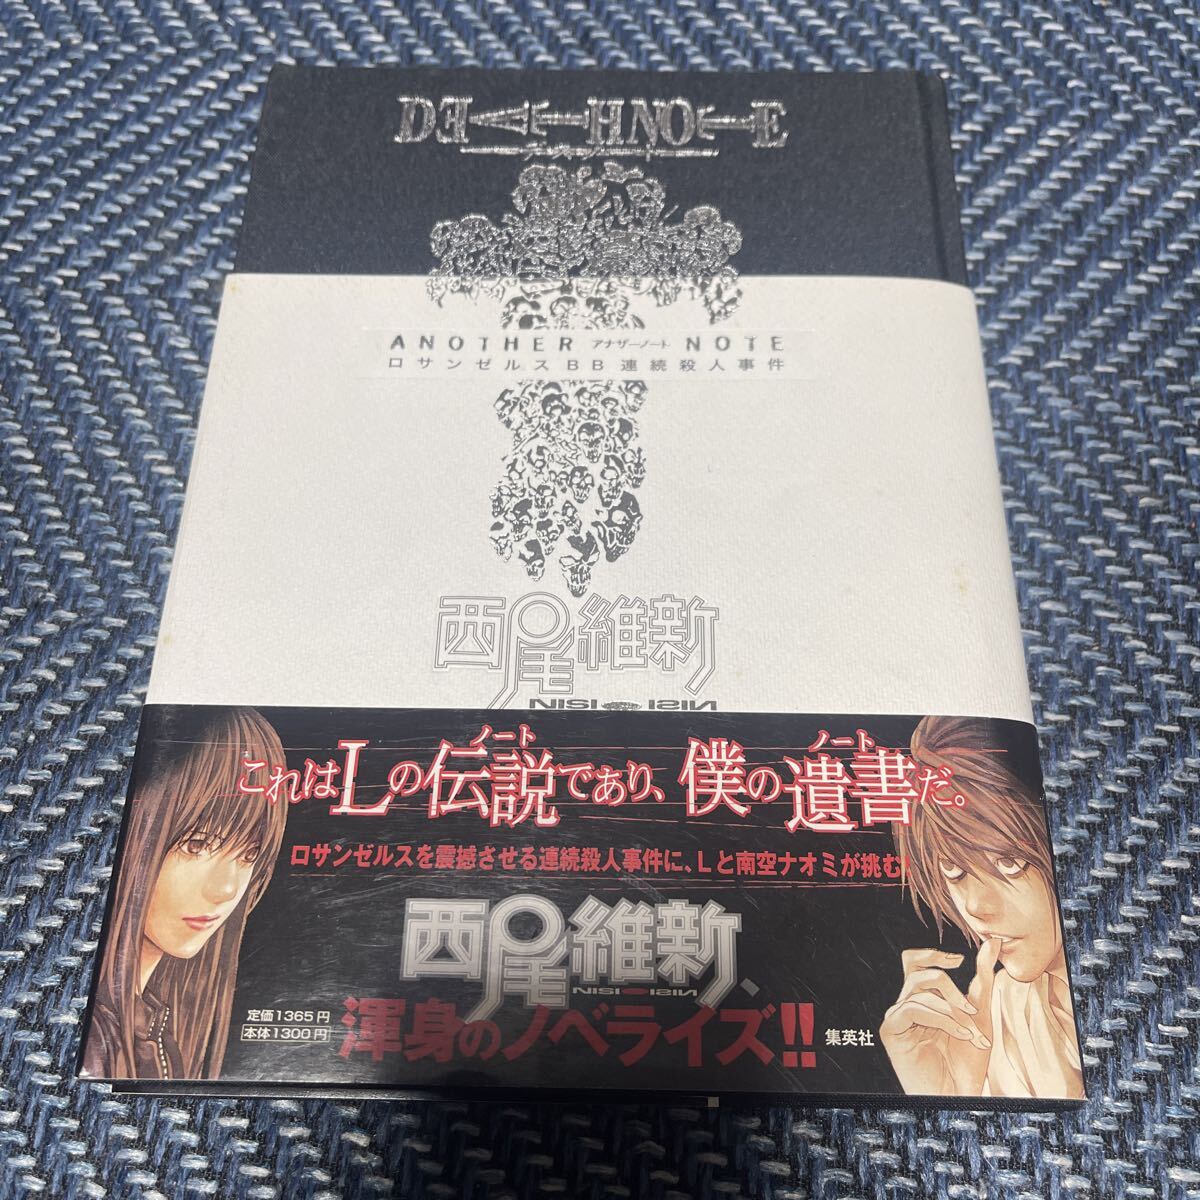 DEATH NOTE
デスノート
ANOTHER アナザーノート NOTE
ロサンゼルスBB連続殺人事件
西尾維新
NISIOISIN
ノート ノート
これはLの伝説であり、僕の遺書だ。
ロサンゼルスを震撼させる連続殺人事件に、Lと南空ナオミが挑む!
西尾維新、
NISIOISIN
渾身のノベライズ!!
定価1365円
本体1300円
集英社